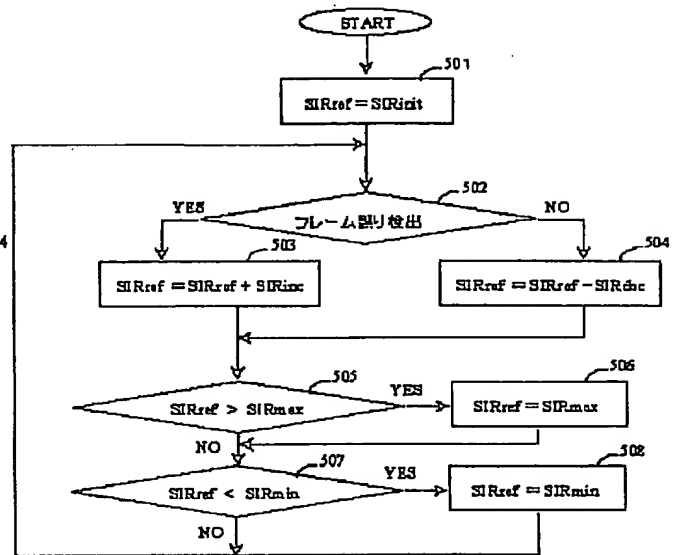 START
501
SIRref = SIRinit
502
YES
フレーム誤り検出
NO
4
503
SIRref = SIRref + SIRinc
504
SIRref = SIRref - SIRdec
505
SIRref > SIRmax
YES
506
SIRref = SIRmax
NO
507
SIRref < SIRmin
YES
508
SIRref = SIRmin
NO